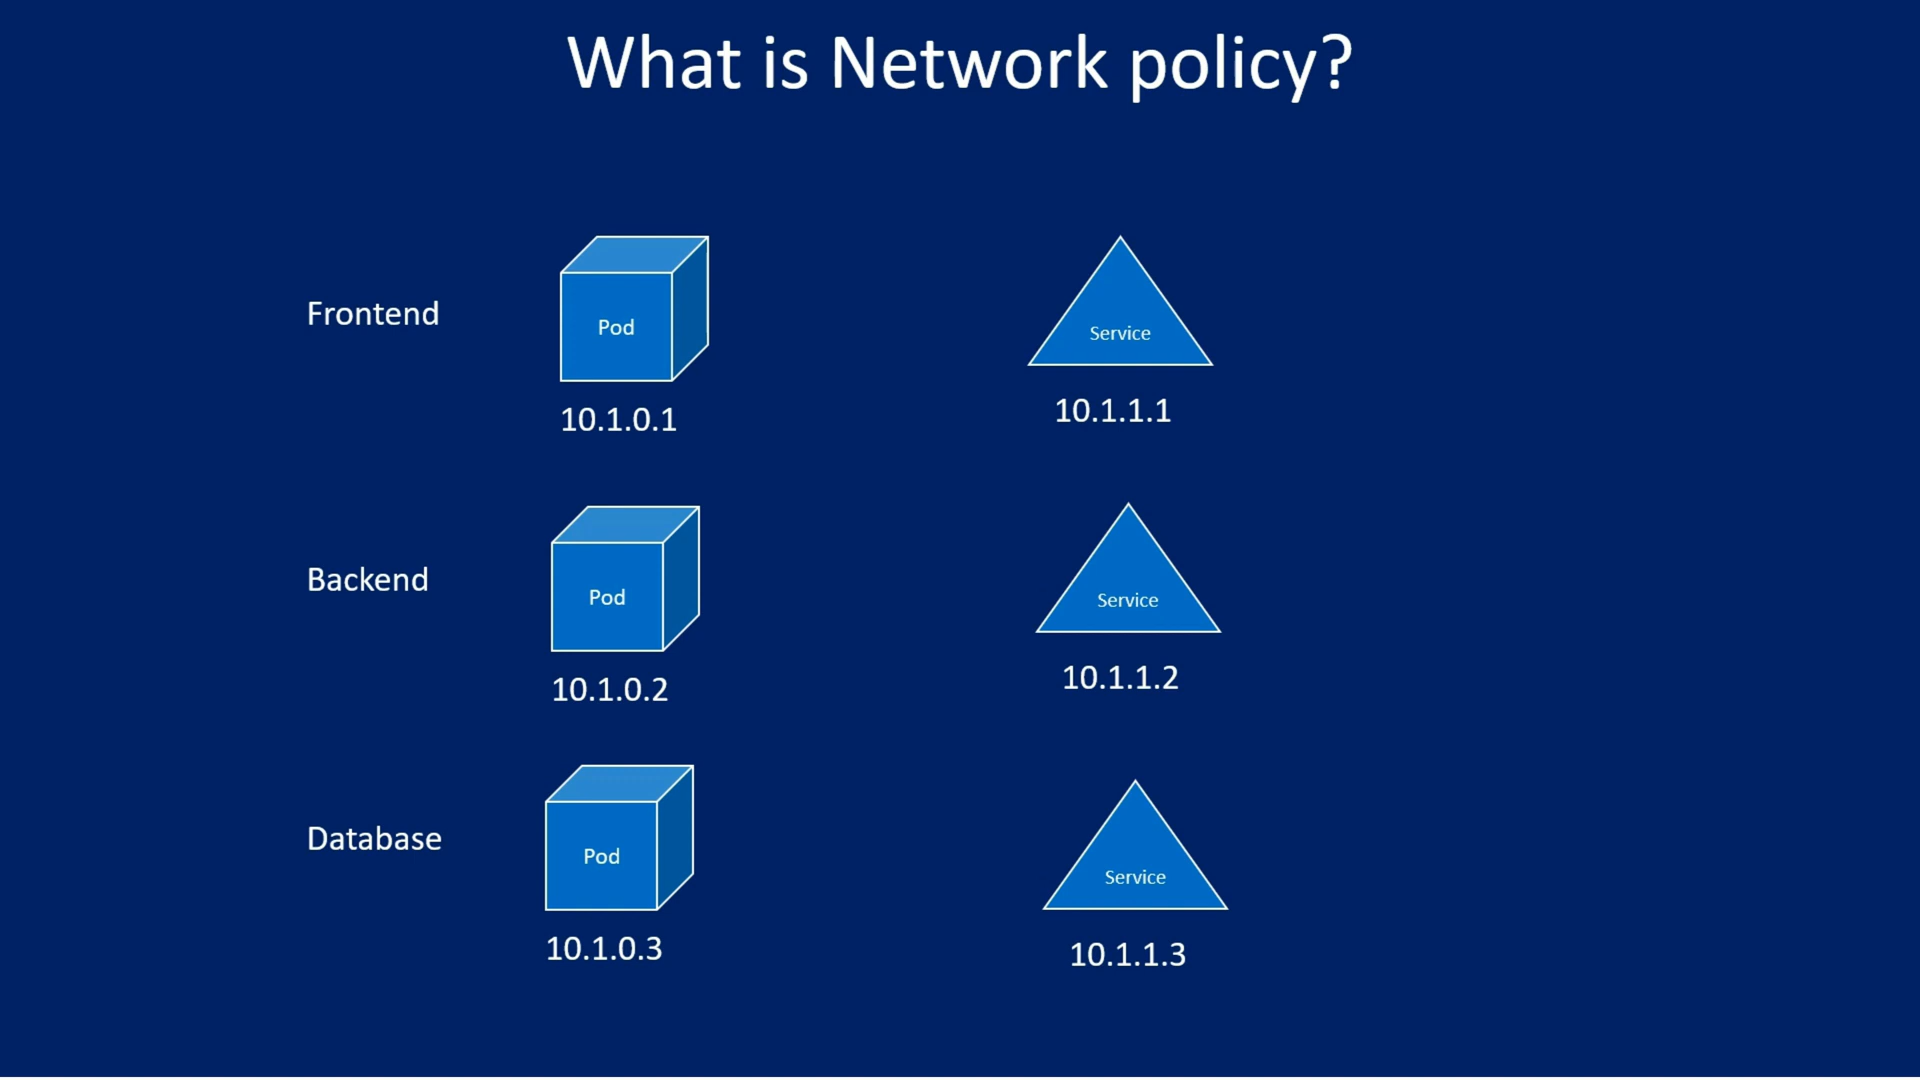 What is Network policy?
Frontend
Pod
10.1.0.1
Service
10.1.1.1
Backend
Pod
10.1.0.2
Service
10.1.1.2
Database
Pod
10.1.0.3
Service
10.1.1.3